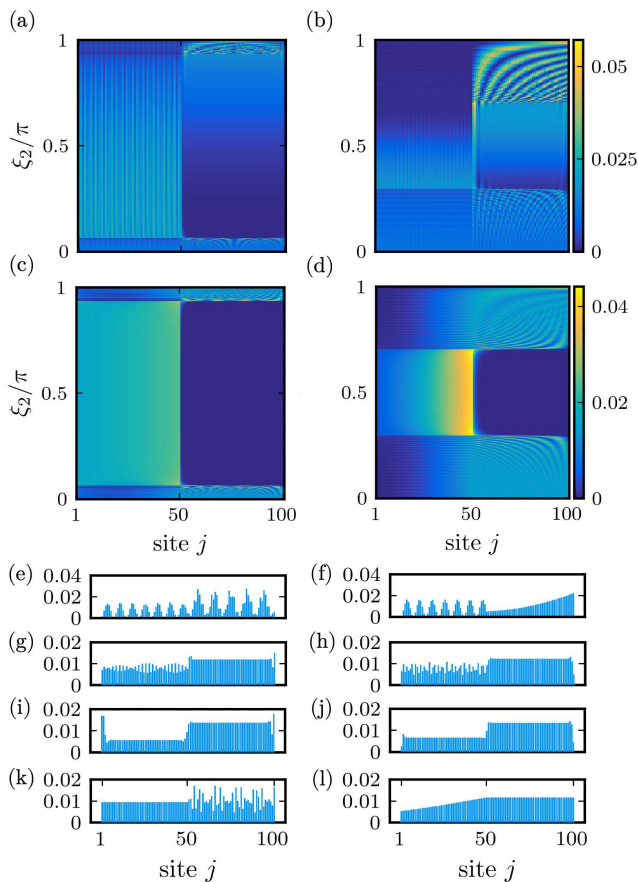 (a) (b)
1 1 0.05
ξ₂/π 0.5 0.5 0.025
0 0 0
(c) (d)
1 1 0.04
ξ₂/π 0.5 0.5 0.02
0 0 0
1 50 100 1 50 100
site j site j
(e) 0.04 (f) 0.04
0.02 0.02
0 0
(g) 0.02 (h) 0.02
0.01 0.01
0 0
(i) 0.02 (j) 0.02
0.01 0.01
0 0
(k) 0.02 (l) 0.02
0.01 0.01
0 0
1 50 100 1 50 100
site j site j